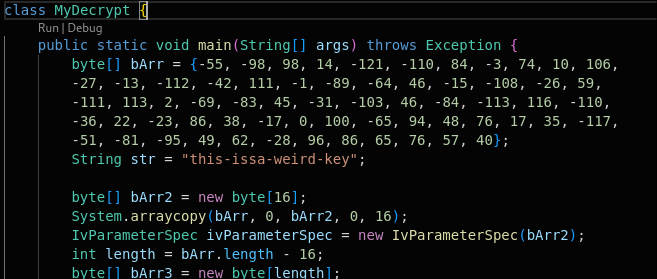 class MyDecrypt {
Run | Debug
public static void main(String[] args) throws Exception {
byte[] bArr = {-55, -98, 98, 14, -121, -110, 84, -3, 74, 10, 106,
-27, -13, -112, -42, 111, -1, -89, -64, 46, -15, -108, -26, 59,
-111, 113, 2, -69, -83, 45, -31, -103, 46, -84, -113, 116, -110,
-36, 22, -23, 86, 38, -17, 0, 100, -65, 94, 48, 76, 17, 35, -117,
-51, -81, -95, 49, 62, -28, 96, 86, 65, 76, 57, 40};
String str = "this-issa-weird-key";
byte[] bArr2 = new byte[16];
System.arraycopy(bArr, 0, bArr2, 0, 16);
IvParameterSpec ivParameterSpec = new IvParameterSpec(bArr2);
int length = bArr.length - 16;
byte[] bArr3 = new byte[length];